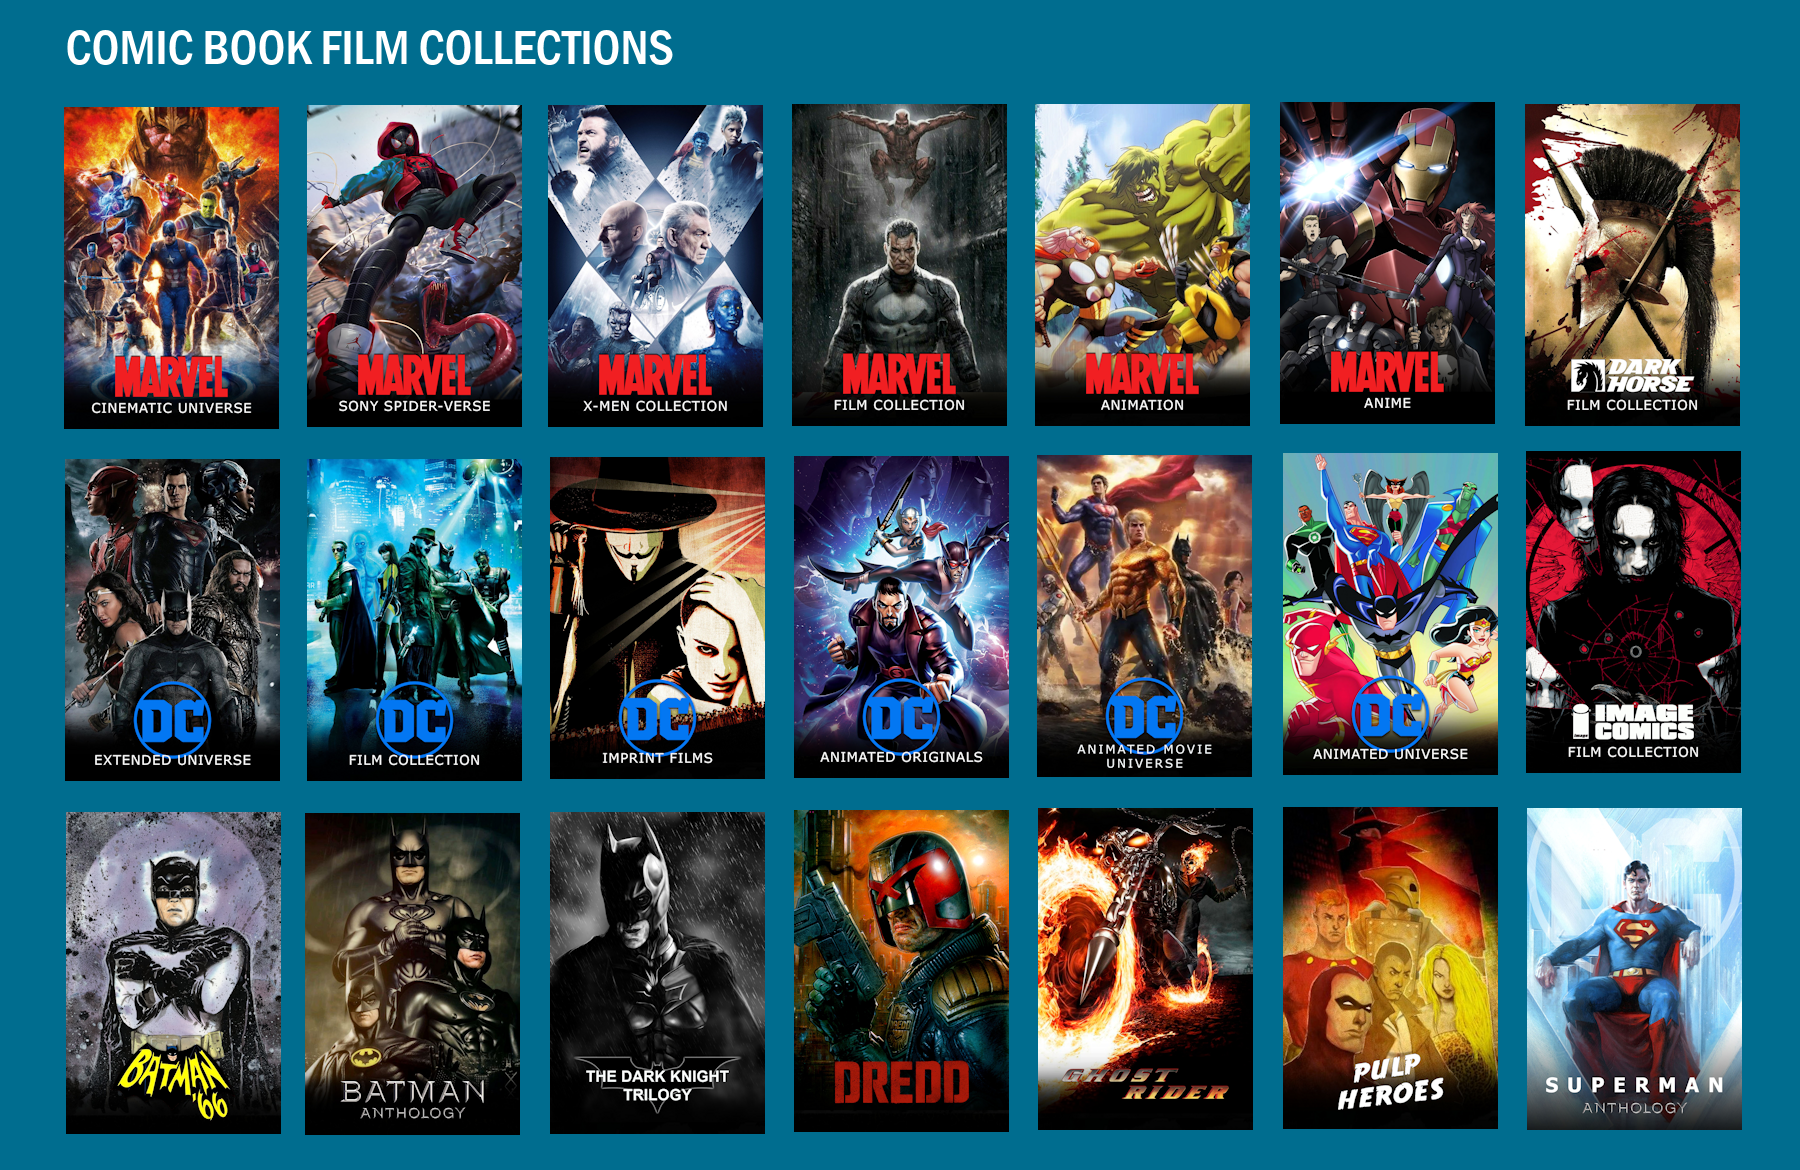 COMIC BOOK FILM COLLECTIONS
MARVEL
CINEMATIC UNIVERSE
MARVEL
SONY SPIDER-VERSE
MARVEL
X-MEN COLLECTION
MARVEL
FILM COLLECTION
MARVEL
ANIMATION
MARVEL
ANIME
DARK
HORSE
FILM COLLECTION
DC
EXTENDED UNIVERSE
DC
FILM COLLECTION
DC
IMPRINT FILMS
DC
ANIMATED ORIGINALS
DC
ANIMATED MOVIE
UNIVERSE
DC
ANIMATED UNIVERSE
image
IMAGE
COMICS
FILM COLLECTION
BATMAN
'66
BATMAN
ANTHOLOGY
THE DARK KNIGHT
TRILOGY
DREDD
GHOST
RIDER
PULP
HEROES
SUPERMAN
ANTHOLOGY